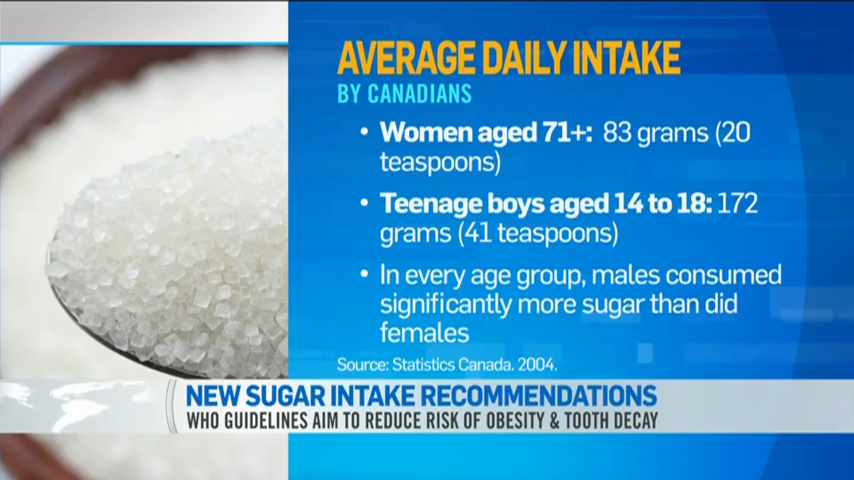 AVERAGE DAILY INTAKE
BY CANADIANS
• Women aged 71+: 83 grams (20
teaspoons)
• Teenage boys aged 14 to 18: 172
grams (41 teaspoons)
• In every age group, males consumed
significantly more sugar than did
females
Source: Statistics Canada. 2004.
NEW SUGAR INTAKE RECOMMENDATIONS
WHO GUIDELINES AIM TO REDUCE RISK OF OBESITY & TOOTH DECAY